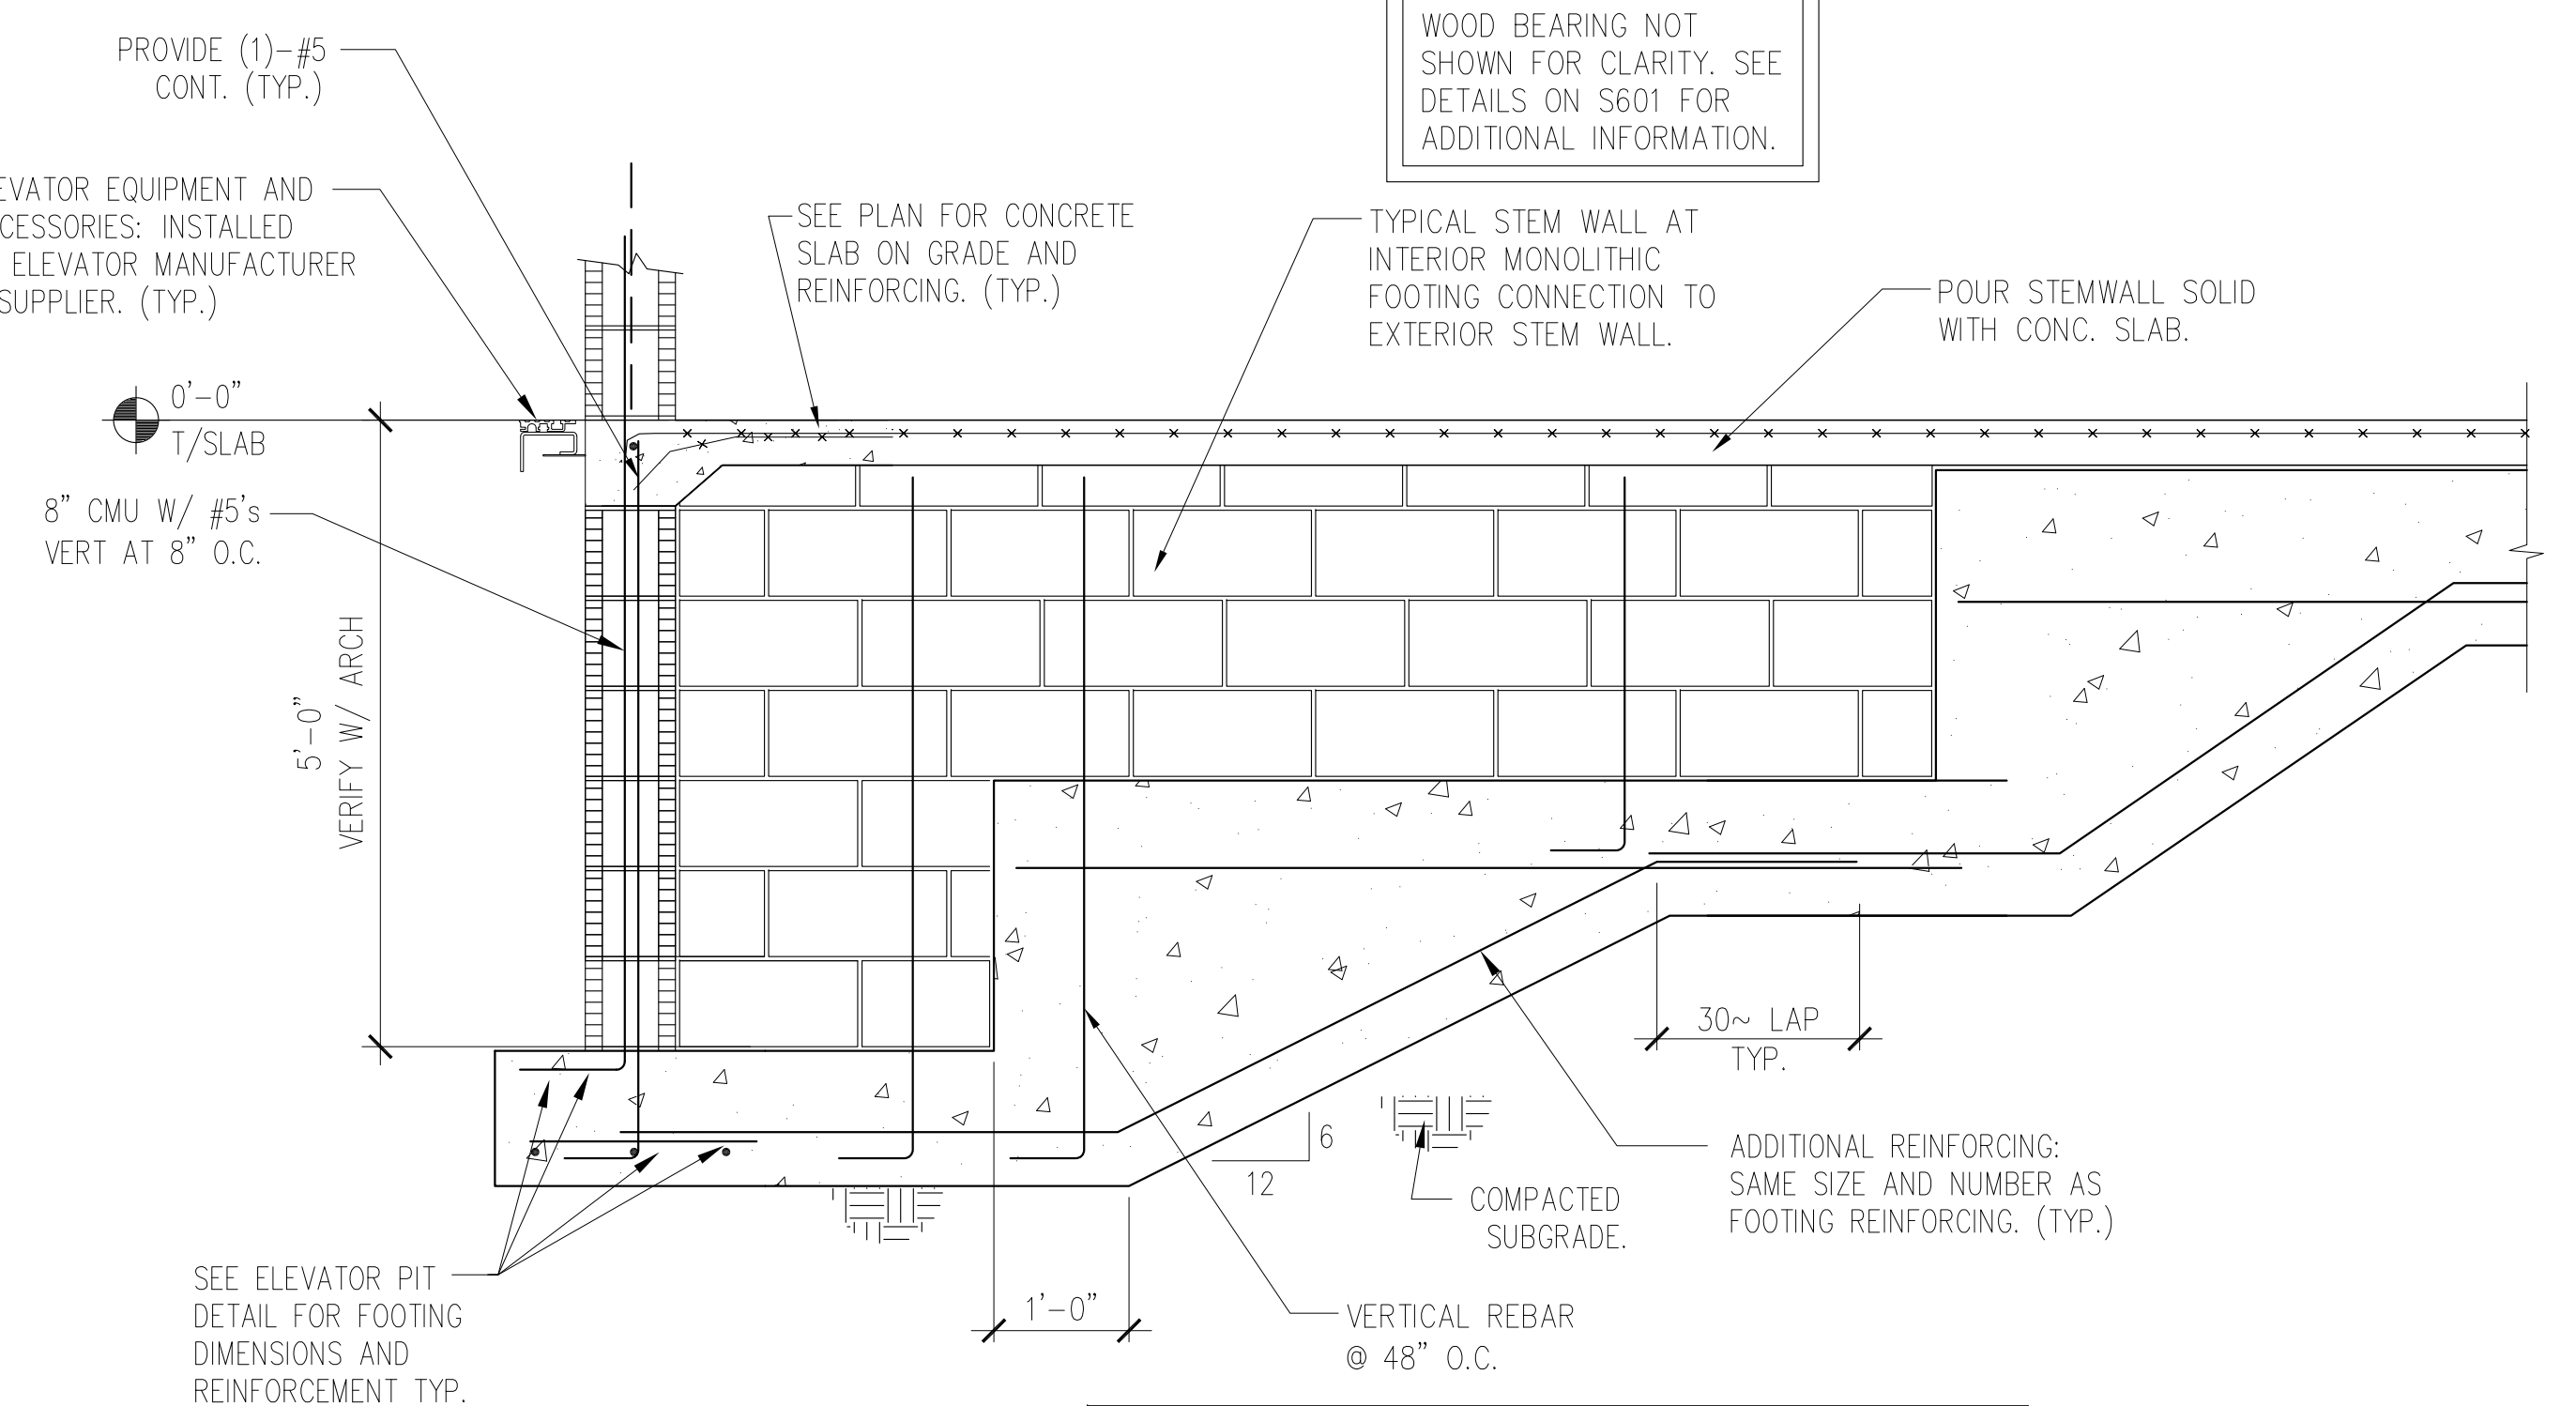 WOOD BEARING NOT
SHOWN FOR CLARITY. SEE
DETAILS ON S601 FOR
ADDITIONAL INFORMATION.
PROVIDE (1)-#5
CONT. (TYP.)
EQUIPMENT AND
INSTALLED
ELEVATOR MANUFACTURER
SUPPLIER. (TYP.)
SEE PLAN FOR CONCRETE
SLAB ON GRADE AND
REINFORCING. (TYP.)
TYPICAL STEM WALL AT
INTERIOR MONOLITHIC
FOOTING CONNECTION TO
EXTERIOR STEM WALL.
POUR STEMWALL SOLID
WITH CONC. SLAB.
0'-0"
T/SLAB
8" CMU W/ #5's
VERT AT 8" O.C.
5'-0"
VERIFY W/ ARCH
30~ LAP
TYP.
6
12
COMPACTED
SUBGRADE.
ADDITIONAL REINFORCING:
SAME SIZE AND NUMBER AS
FOOTING REINFORCING. (TYP.)
SEE ELEVATOR PIT
DETAIL FOR FOOTING
DIMENSIONS AND
REINFORCEMENT TYP.
1'-0"
VERTICAL REBAR
@ 48" O.C.